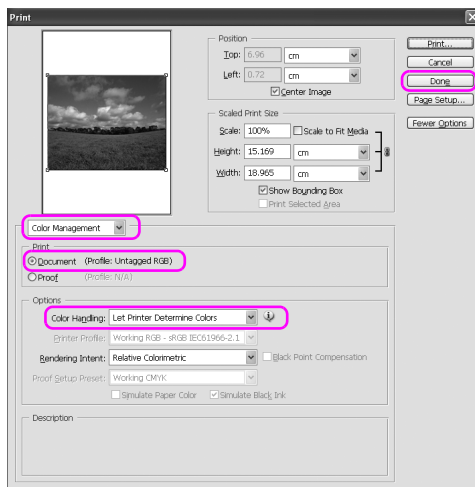 Print
Position
Top: 6.96 cm
Left: 0.72 cm
Center Image
Scaled Print Size
Scale: 100% Scale to Fit Media
Height: 15.169 cm
Width: 18.965 cm
Show Bounding Box
Print Selected Area
Print...
Cancel
Done
Page Setup...
Fewer Options
Color Management
Print
Document (Profile: Untagged RGB)
Proof (Profile: N/A)
Options
Color Handling: Let Printer Determine Colors
Printer Profile: Working RGB - sRGB IEC61966-2.1
Rendering Intent: Relative Colorimetric Black Point Compensation
Proof Setup Preset: Working CMYK
Simulate Paper Color Simulate Black Ink
Description